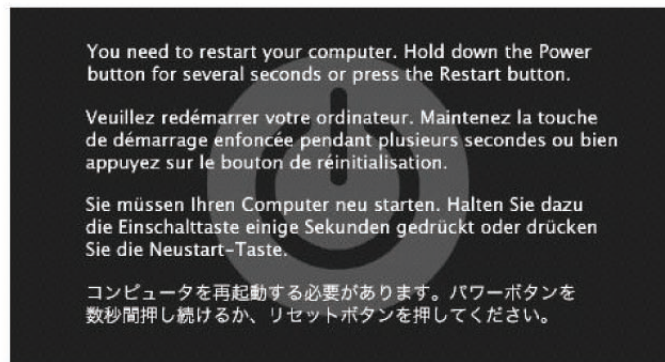 You need to restart your computer. Hold down the Power
button for several seconds or press the Restart button.
Veuillez redémarrer votre ordinateur. Maintenez la touche
de démarrage enfoncée pendant plusieurs secondes ou bien
appuyez sur le bouton de réinitialisation.
Sie müssen Ihren Computer neu starten. Halten Sie dazu
die Einschalttaste einige Sekunden gedrückt oder drücken
Sie die Neustart-Taste.
コンピュータを再起動する必要があります。パワーボタンを
数秒間押し続けるか、リセットボタンを押してください。